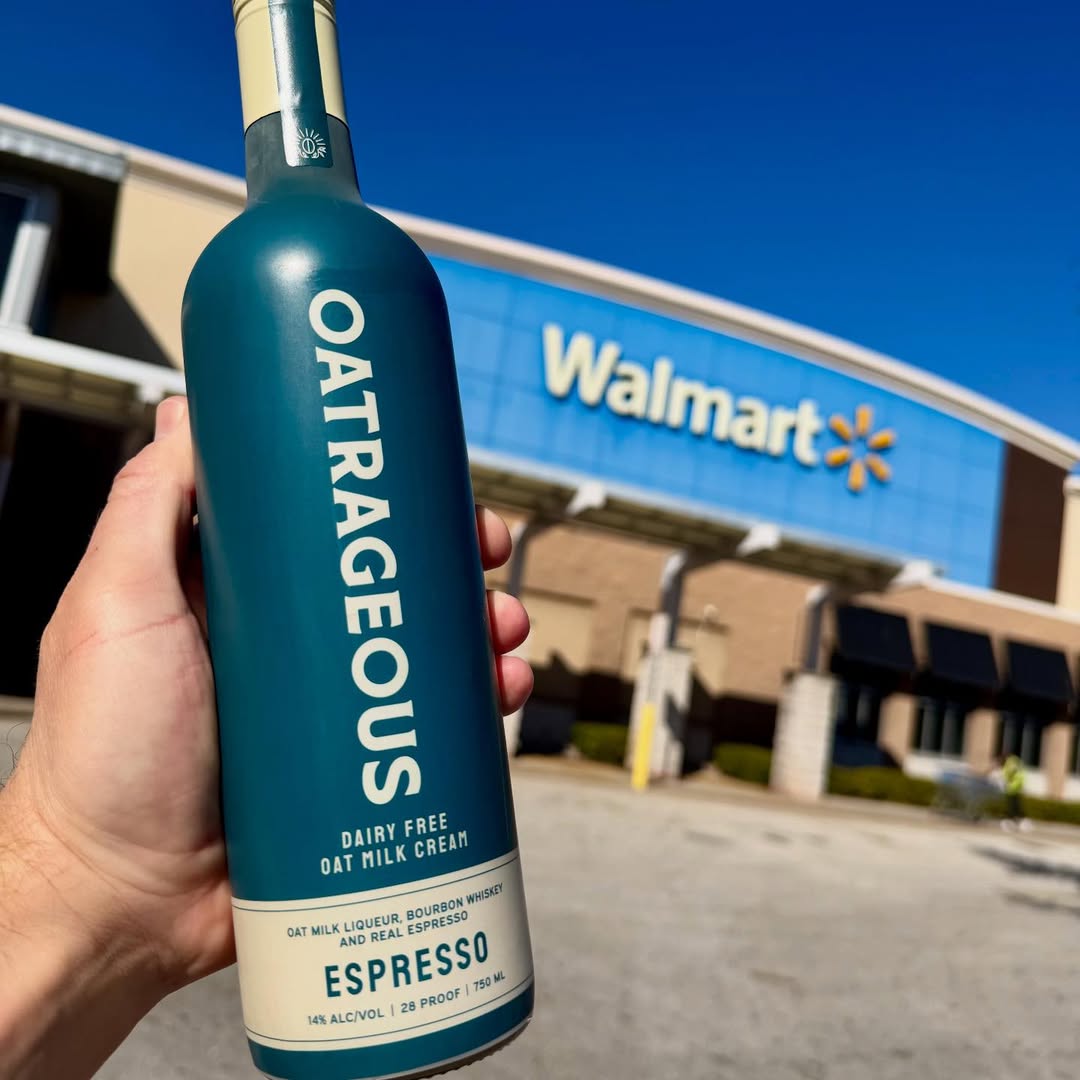 OATRAGEOUS
DAIRY FREE
OAT MILK CREAM
OAT MILK LIQUEUR, BOURBON WHISKEY
AND REAL ESPRESSO
ESPRESSO
14% ALC/VOL | 28 PROOF | 750 ML
Walmart